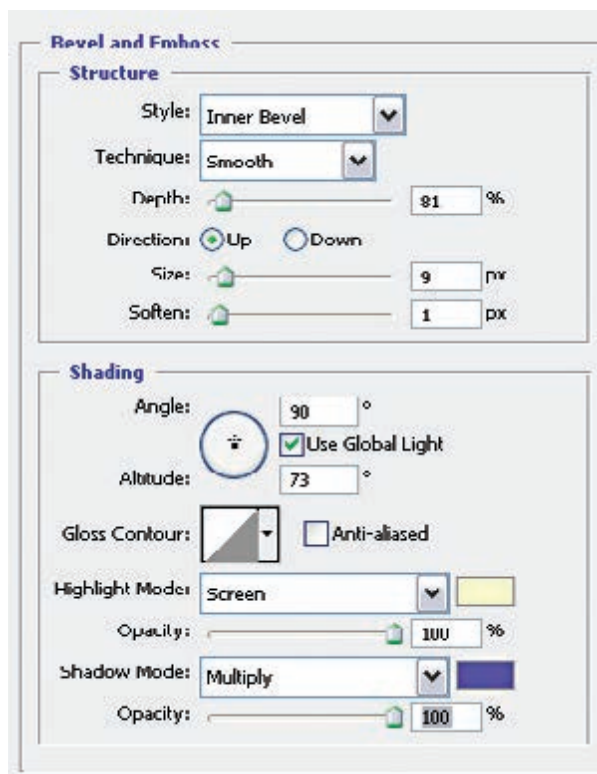 Bevel and Emboss
Structure
Style: Inner Bevel
Technique: Smooth
Depth: 81 %
Direction: Up Down
Size: 9 px
Soften: 1 px
Shading
Angle: 90 °
Use Global Light
Altitude: 73 °
Gloss Contour: Anti-aliased
Highlight Mode: Screen
Opacity: 100 %
Shadow Mode: Multiply
Opacity: 100 %